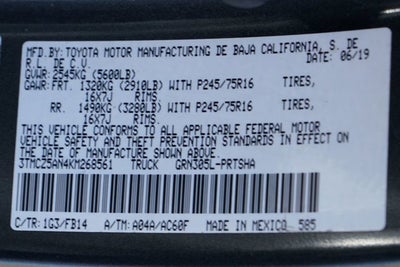 MFD.BY:TOYOTA MOTOR MANUFACTURING DE BAJA CALIFORNIA, S. DE
R.L. DE C.V. DATE: 06/19
GVWR: 2545KG (5600LB)
GAWR:FRT. 1320KG (2910LB) WITH P245/75R16 TIRES,
16X7J RIMS
RR. 1490KG (3280LB) WITH P245/75R16 TIRES,
16X7J RIMS
THIS VEHICLE CONFORMS TO ALL APPLICABLE FEDERAL MOTOR
VEHICLE SAFETY AND THEFT PREVENTION STANDARDS IN EFFECT
ON THE DATE OF MANUFACTURE SHOWN ABOVE.
3TMCZ5AN4KM268561 TRUCK GRN305L-PRTSHA
C/TR: 1G3/FB14 A/TM: A04A/AC60F MADE IN MEXICO 585